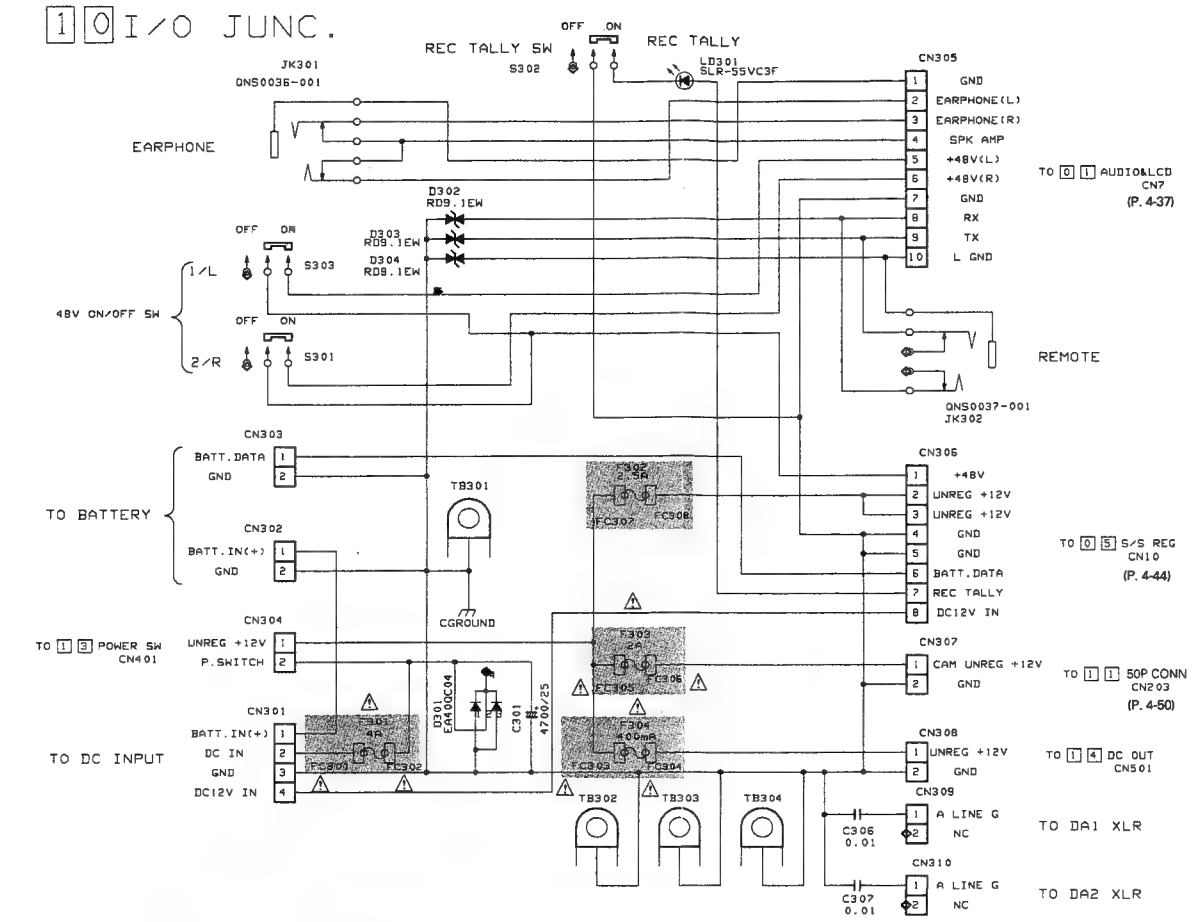 10 I/O JUNC.
JK301
QNS0036-001
EARPHONE
REC TALLY SW
OFF ON
S302
REC TALLY
LD301
SLR-55VC3F
CN305
1 GND
2 EARPHONE(L)
3 EARPHONE(R)
4 SPK AMP
5 +48V(L)
6 +48V(R)
7 GND
8 RX
9 TX
10 L GND
TO 0 1 AUDIO&LCD
CN7
(P. 4-37)
D302
RD9.1EW
D303
RD9.1EW
D304
RD9.1EW
OFF ON
1/L
S303
48V ON/OFF SW
OFF ON
2/R
S301
REMOTE
QNS0037-001
JK302
CN303
BATT.DATA 1
GND 2
TO BATTERY
CN302
BATT.IN(+) 1
GND 2
TB301
CGROUND
F302
2.5A
FC307
FC308
CN306
1 +48V
2 UNREG +12V
3 UNREG +12V
4 GND
5 GND
6 BATT.DATA
7 REC TALLY
8 DC12V IN
TO 0 5 S/S REG
CN10
(P. 4-44)
CN304
TO 1 3 POWER SW
CN401
UNREG +12V 1
P.SWITCH 2
F303
2A
FC305
FC306
CN307
1 CAM UNREG +12V
2 GND
TO 1 1 50P CONN
CN203
(P. 4-50)
D301
EA40QC04
C301
4700/25
CN301
TO DC INPUT
BATT.IN(+) 1
DC IN 2
GND 3
DC12V IN 4
F301
4A
FC301
FC302
F304
400mA
FC303
FC304
CN308
1 UNREG +12V
2 GND
TO 1 4 DC OUT
CN501
TB302
TB303
TB304
CN309
1 A LINE G
2 NC
TO DA1 XLR
C306
0.01
CN310
1 A LINE G
2 NC
TO DA2 XLR
C307
0.01